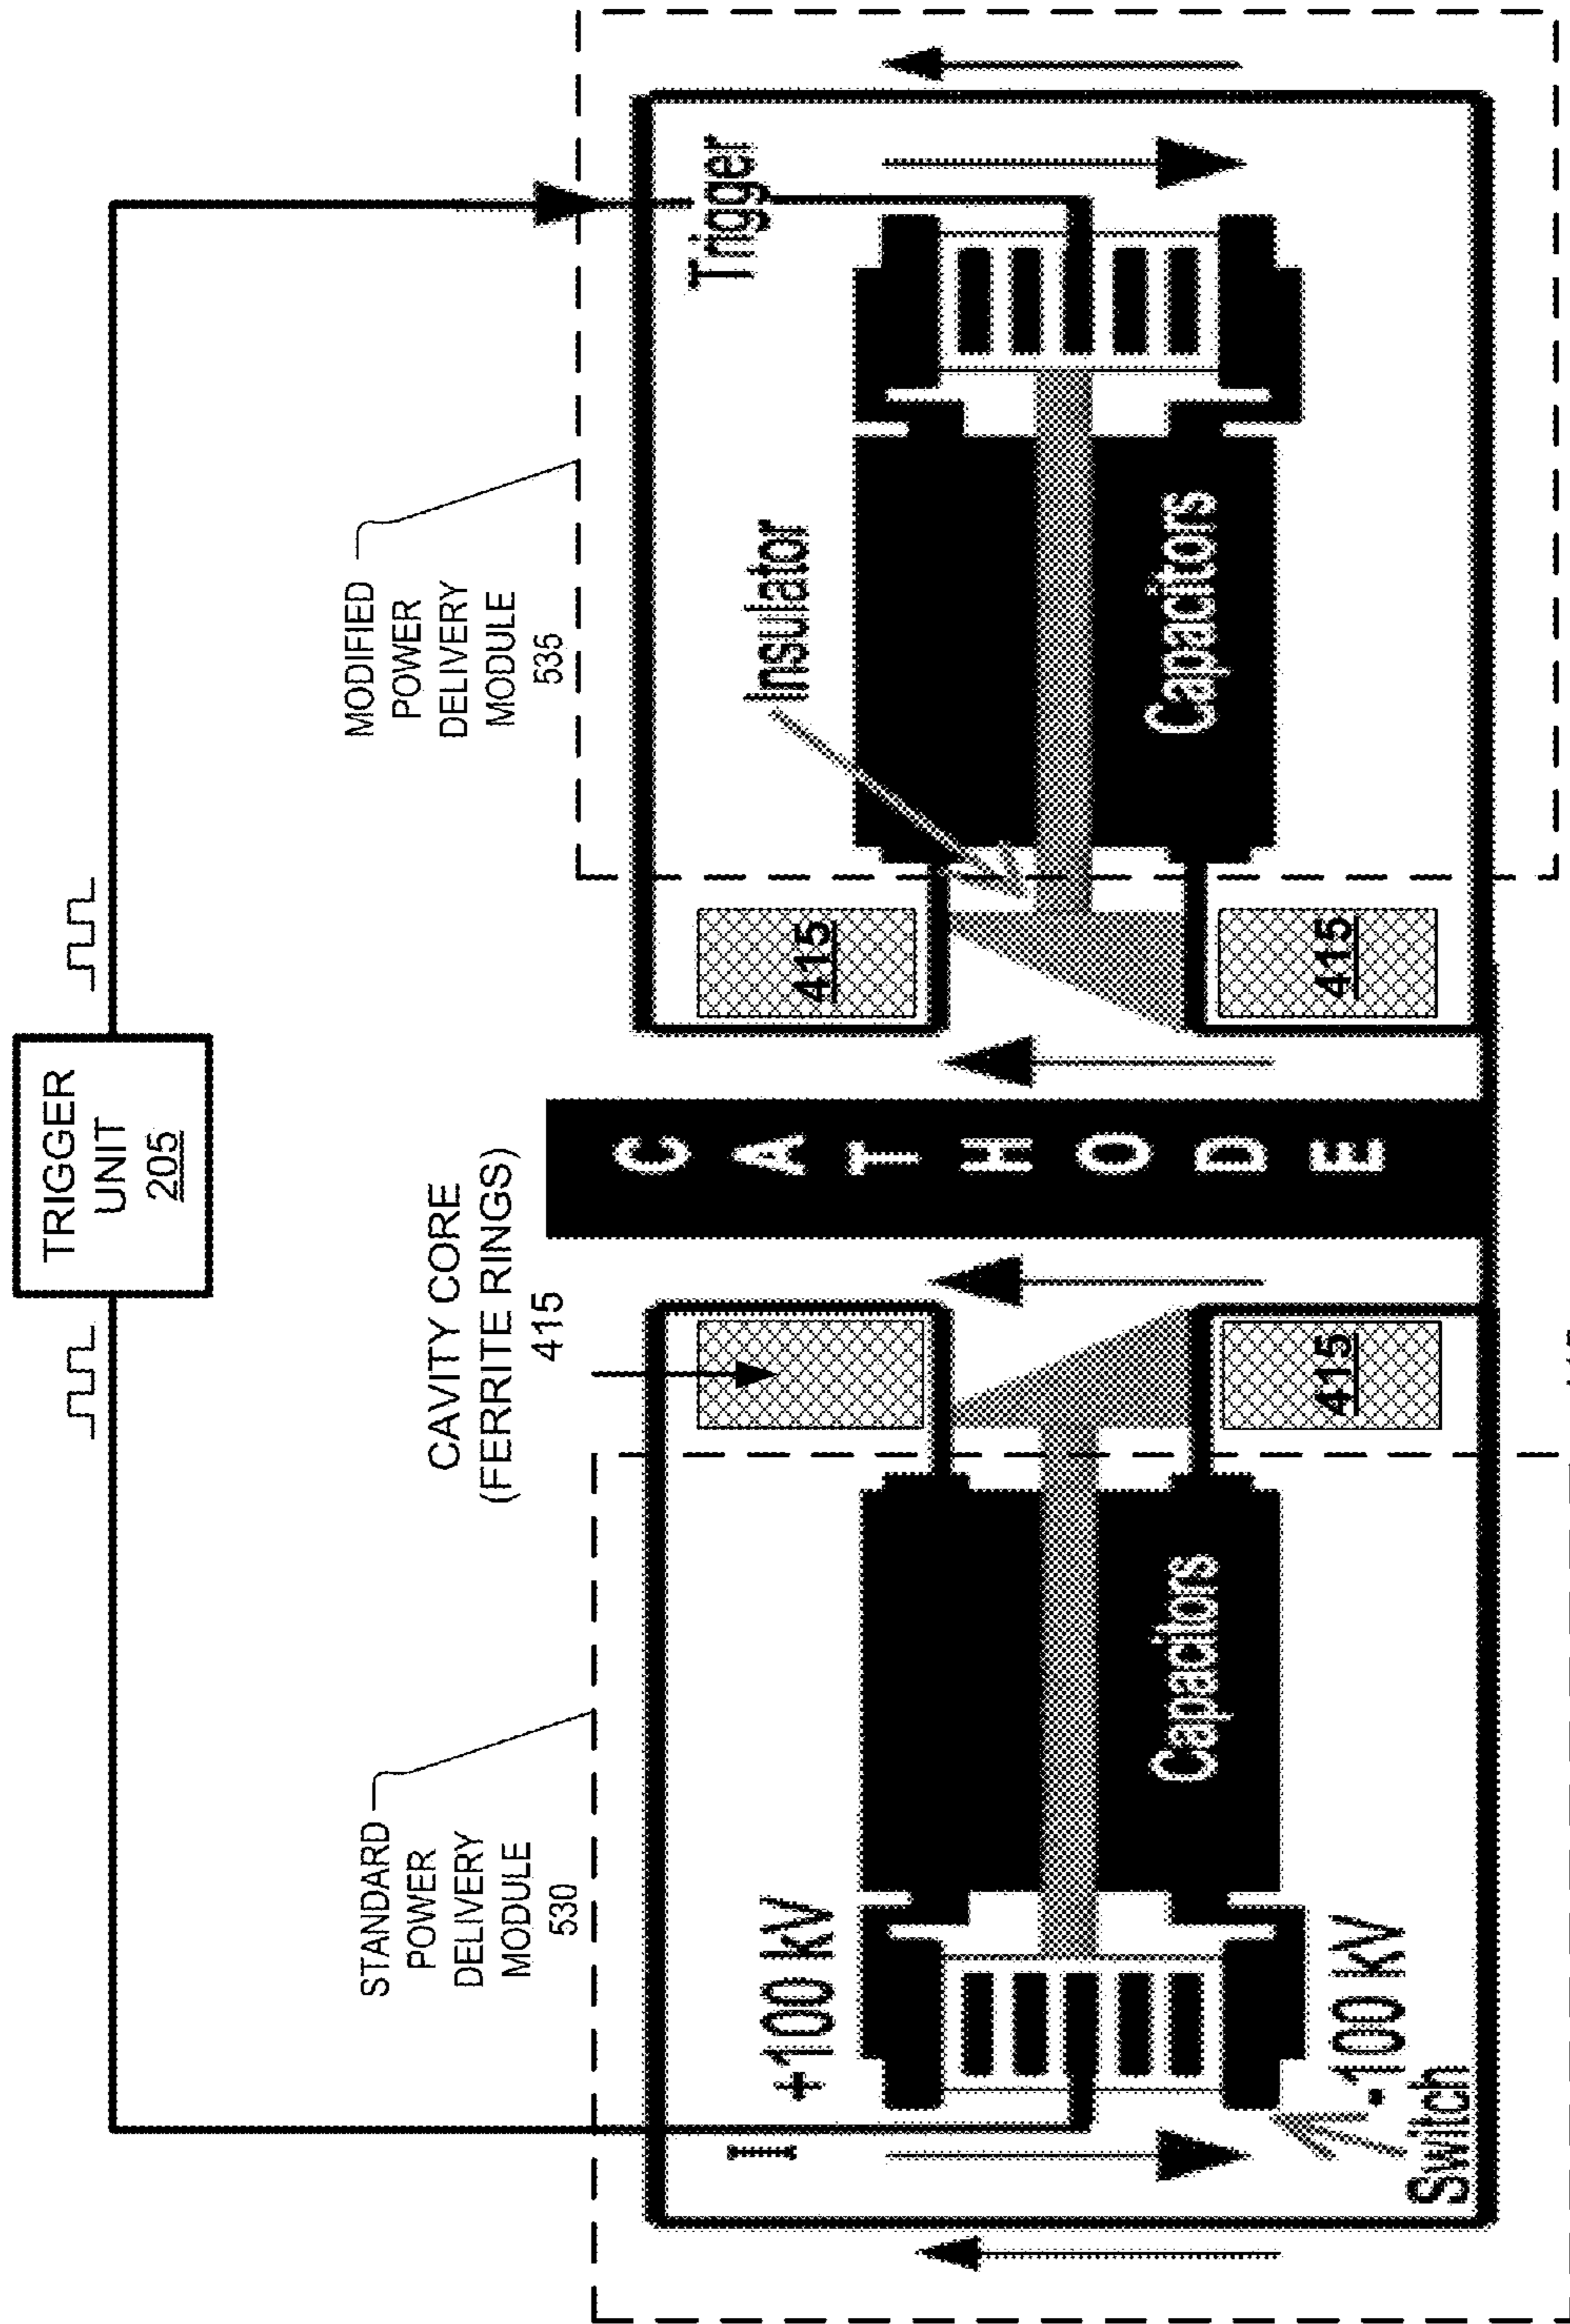 TRIGGER
UNIT
205
STANDARD
POWER
DELIVERY
MODULE
530
MODIFIED
POWER
DELIVERY
MODULE
535
CAVITY CORE
(FERRITE RINGS)
415
I
+100 kV
Trigger
Insulator
415
CATHODE
Capacitors
Capacitors
-100 kV
Switch
415
415